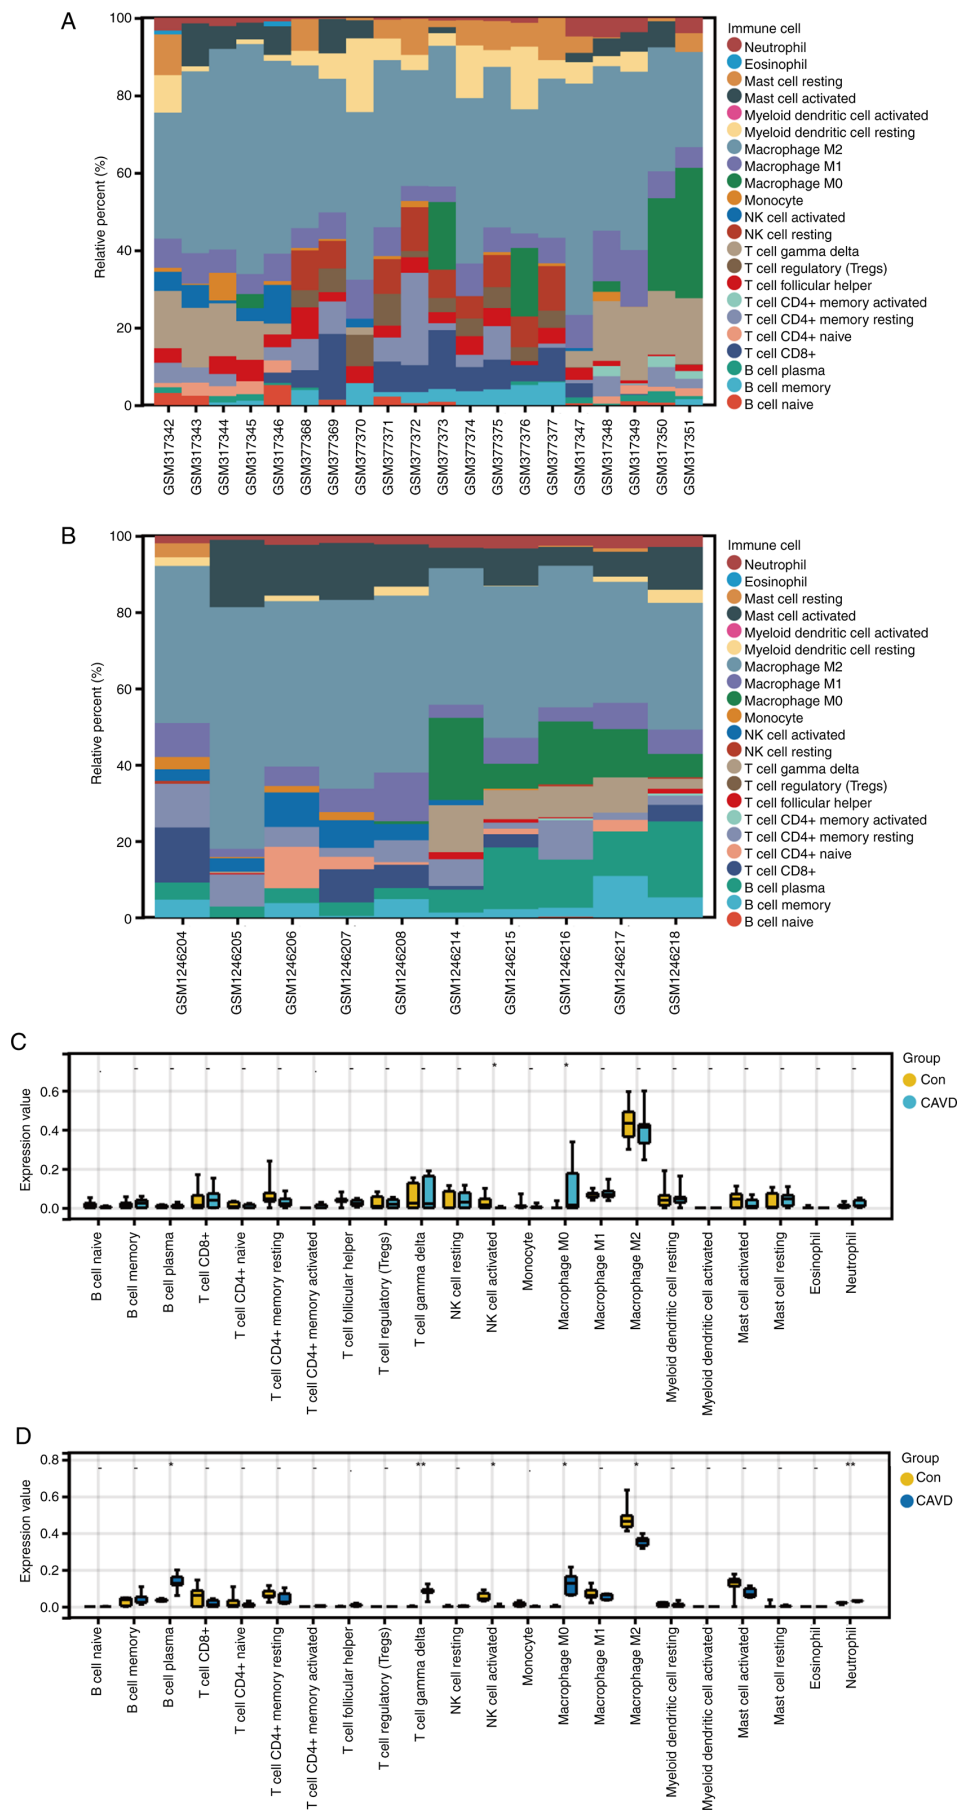 A
100
80
60
40
20
0
Relative percent (%)
GSM317342
GSM317343
GSM317344
GSM317345
GSM317346
GSM377368
GSM377369
GSM377370
GSM377371
GSM377372
GSM377373
GSM377374
GSM377375
GSM377376
GSM377377
GSM317347
GSM317348
GSM317349
GSM317350
GSM317351
Immune cell
Neutrophil
Eosinophil
Mast cell resting
Mast cell activated
Myeloid dendritic cell activated
Myeloid dendritic cell resting
Macrophage M2
Macrophage M1
Macrophage M0
Monocyte
NK cell activated
NK cell resting
T cell gamma delta
T cell regulatory (Tregs)
T cell follicular helper
T cell CD4+ memory activated
T cell CD4+ memory resting
T cell CD4+ naive
T cell CD8+
B cell plasma
B cell memory
B cell naive
B
100
80
60
40
20
0
Relative percent (%)
GSM1246204
GSM1246205
GSM1246206
GSM1246207
GSM1246208
GSM1246214
GSM1246215
GSM1246216
GSM1246217
GSM1246218
Immune cell
Neutrophil
Eosinophil
Mast cell resting
Mast cell activated
Myeloid dendritic cell activated
Myeloid dendritic cell resting
Macrophage M2
Macrophage M1
Macrophage M0
Monocyte
NK cell activated
NK cell resting
T cell gamma delta
T cell regulatory (Tregs)
T cell follicular helper
T cell CD4+ memory activated
T cell CD4+ memory resting
T cell CD4+ naive
T cell CD8+
B cell plasma
B cell memory
B cell naive
C
0.6
0.4
0.2
0.0
Expression value
- - - - - - - - - - * - * - - - - - - - -
B cell naive
B cell memory
B cell plasma
T cell CD8+
T cell CD4+ naive
T cell CD4+ memory resting
T cell CD4+ memory activated
T cell follicular helper
T cell regulatory (Tregs)
T cell gamma delta
NK cell resting
NK cell activated
Monocyte
Macrophage M0
Macrophage M1
Macrophage M2
Myeloid dendritic cell resting
Myeloid dendritic cell activated
Mast cell activated
Mast cell resting
Eosinophil
Neutrophil
Group
Con
CAVD
D
0.8
0.6
0.4
0.2
0.0
Expression value
- - * - - - - - ** - * * - * - - - - - **
B cell naive
B cell memory
B cell plasma
T cell CD8+
T cell CD4+ naive
T cell CD4+ memory resting
T cell CD4+ memory activated
T cell follicular helper
T cell regulatory (Tregs)
T cell gamma delta
NK cell resting
NK cell activated
Monocyte
Macrophage M0
Macrophage M1
Macrophage M2
Myeloid dendritic cell resting
Myeloid dendritic cell activated
Mast cell activated
Mast cell resting
Eosinophil
Neutrophil
Group
Con
CAVD